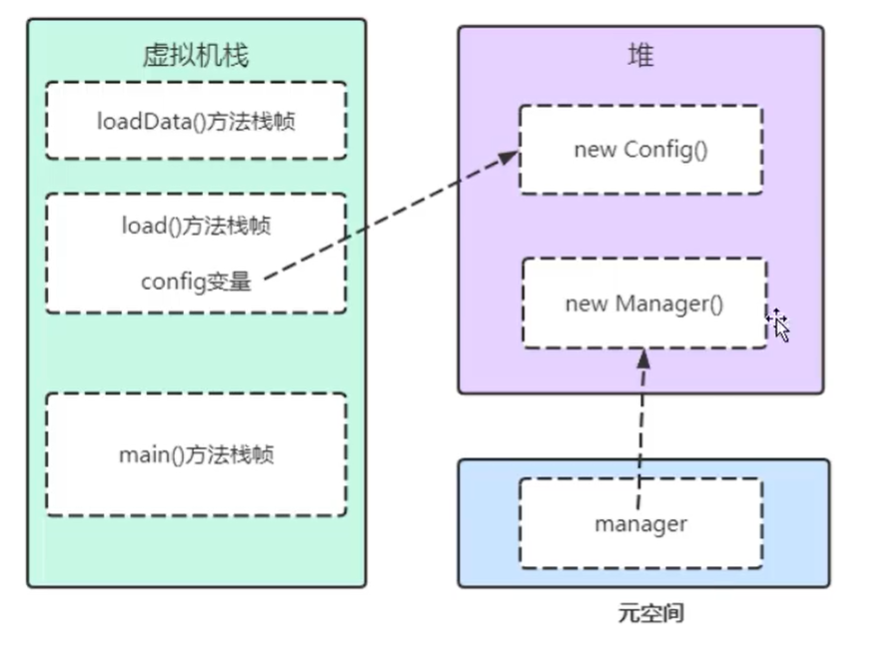 虚拟机栈
loadData()方法栈帧
load()方法栈帧
config变量
main()方法栈帧
堆
new Config()
new Manager()
manager
元空间